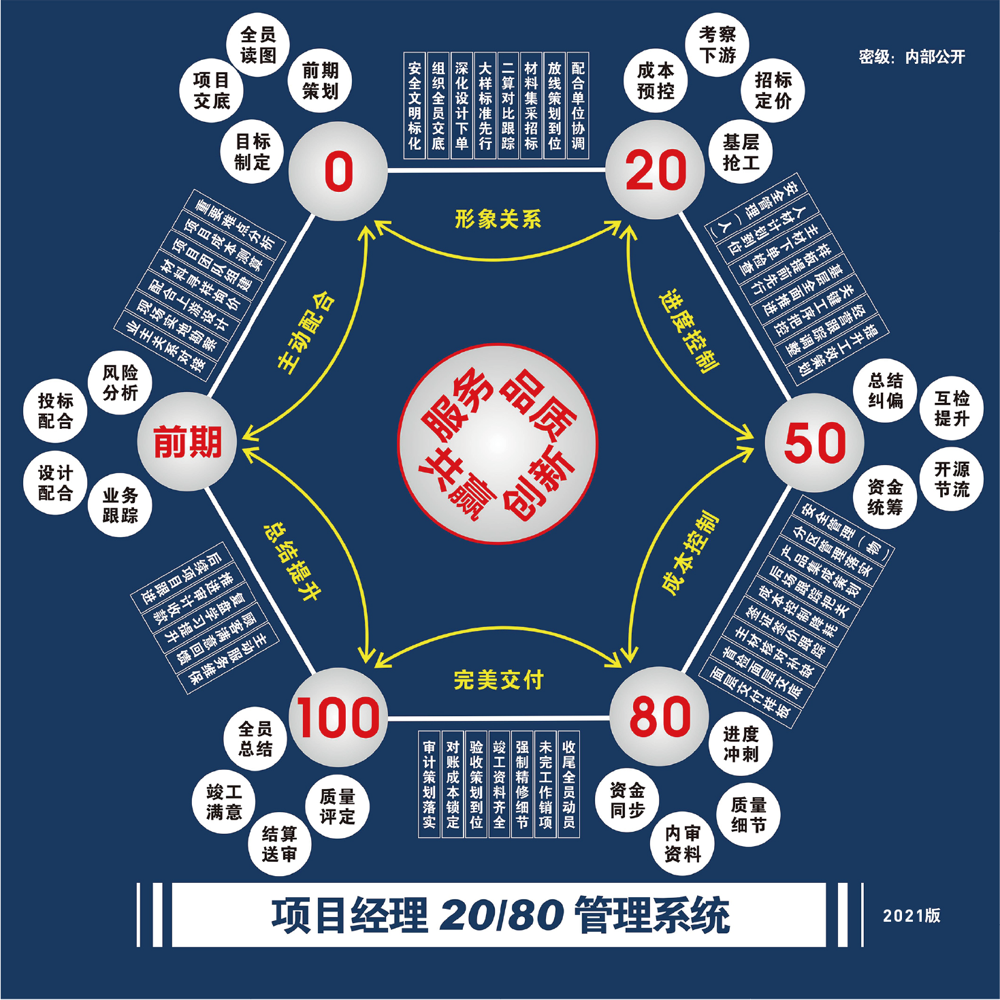 密级：内部公开
全员
读图
项目
交底
前期
策划
目标
制定
0
安全文明标化
组织全员交底
深化设计下单
大样标准先行
二算对比跟踪
材料集采招标
放线策划到位
配合单位协调
考察
下游
成本
预控
招标
定价
基层
抢工
20
形象关系
安全管理（人）
人材计划到位
主材下单检查
样板提前先行
基层全面推进
关键工序把控
经营跟踪调整
提升工效策划
进度控制
总结
纠偏
互检
提升
开源
节流
资金
统筹
50
成本控制
安全管理（物）
分区管理落实
产品集成策划
后场跟踪把关
成本控制降耗
签证签价跟踪
主材核对补缺
首检面层交底
面层交付样板
80
进度
冲刺
质量
细节
内审
资料
资金
同步
完美交付
审计策划落实
对账成本锁定
验收策划到位
竣工资料齐全
强制精修细节
未完工作销项
收尾全员动员
100
全员
总结
竣工
满意
结算
送审
质量
评定
总结提升
后续项目跟进
推进审计收款
复盘学习提升
顾客满意回馈
主动服务维保
前期
风险
分析
投标
配合
设计
配合
业务
跟踪
主动配合
重要难点分析
项目成本测算
项目团队组建
材料寻样询价
配合上游设计
现场实地勘察
业主关系对接
服务
品质
洪赢
创新
项目经理 20/80 管理系统
2021版